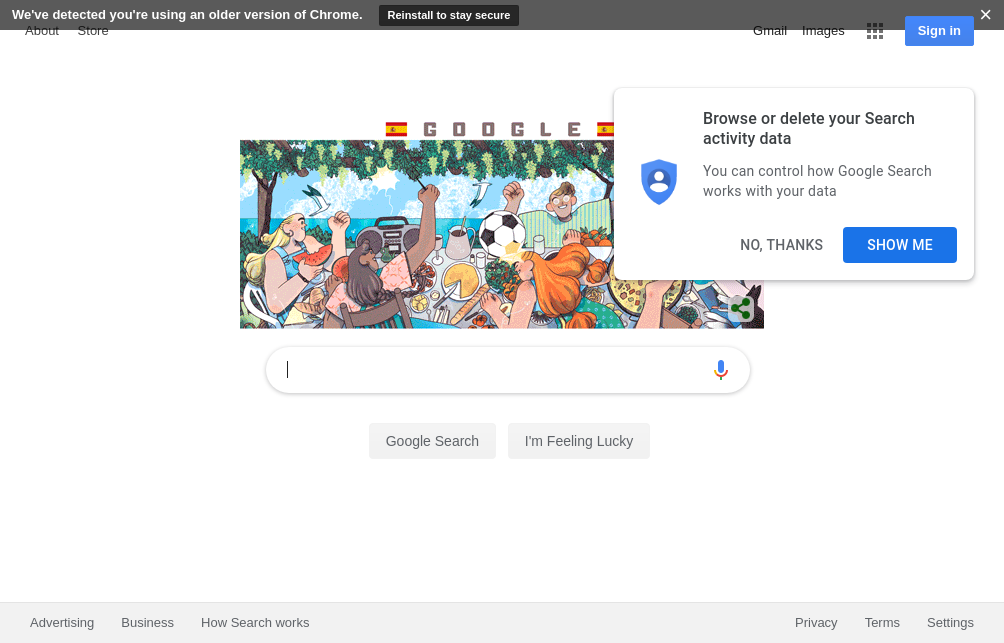 We've detected you're using an older version of Chrome. Reinstall to stay secure
About Store Gmail Images Sign in
GOOGLE
Browse or delete your Search
activity data
You can control how Google Search
works with your data
NO, THANKS SHOW ME
Google Search I'm Feeling Lucky
Advertising Business How Search works Privacy Terms Settings